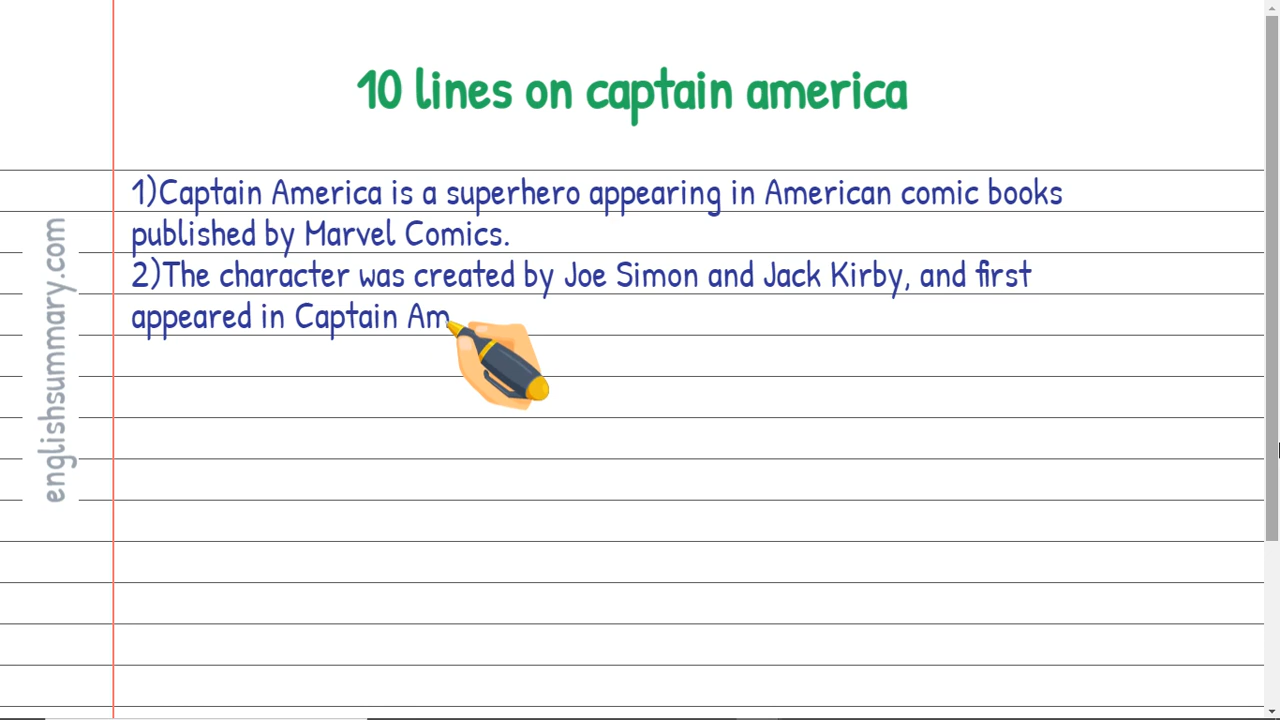 10 lines on captain america
1)Captain America is a superhero appearing in American comic books
published by Marvel Comics.
2)The character was created by Joe Simon and Jack Kirby, and first
appeared in Captain Am
englishsummary.com